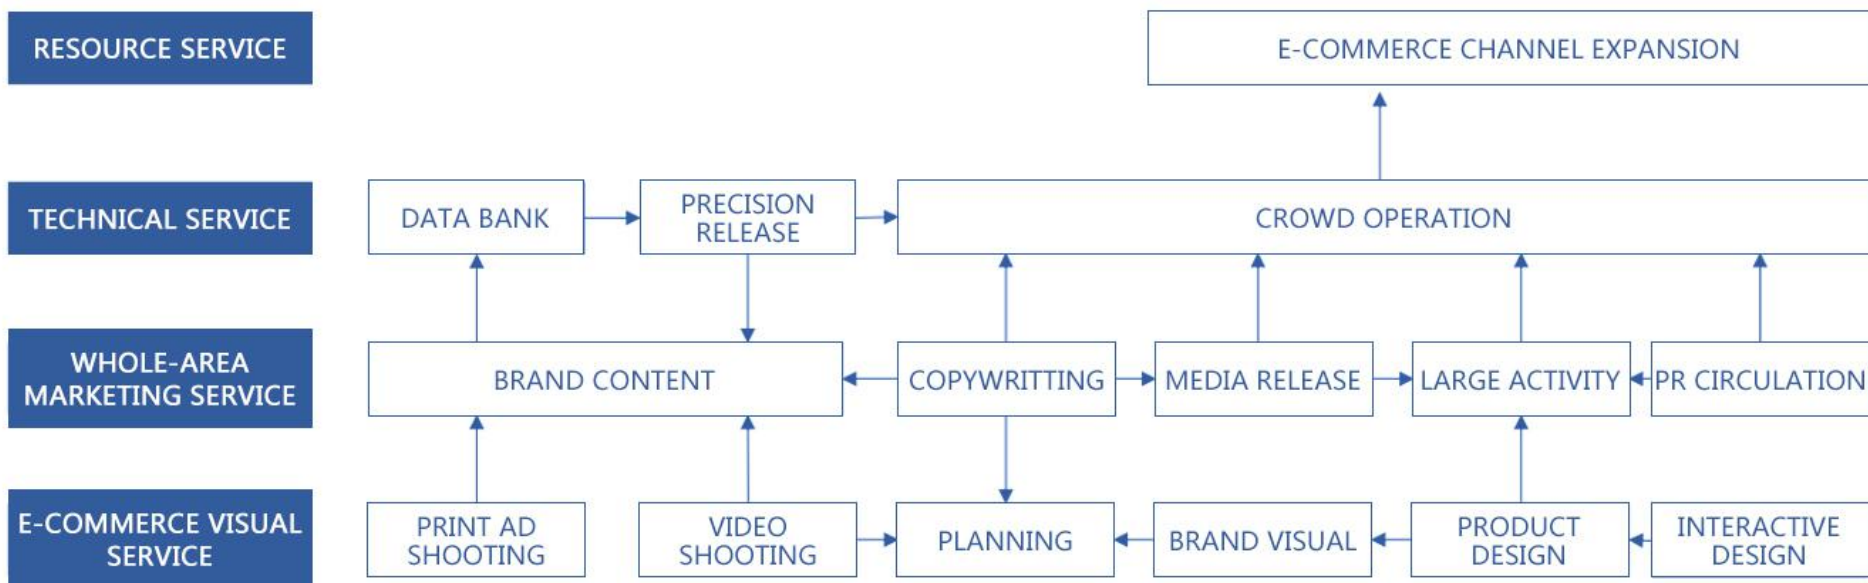 RESOURCE SERVICE
E-COMMERCE CHANNEL EXPANSION
TECHNICAL SERVICE
DATA BANK
PRECISION
RELEASE
CROWD OPERATION
WHOLE-AREA
MARKETING SERVICE
BRAND CONTENT
COPYWRITTING
MEDIA RELEASE
LARGE ACTIVITY
PR CIRCULATION
E-COMMERCE VISUAL
SERVICE
PRINT AD
SHOOTING
VIDEO
SHOOTING
PLANNING
BRAND VISUAL
PRODUCT
DESIGN
INTERACTIVE
DESIGN